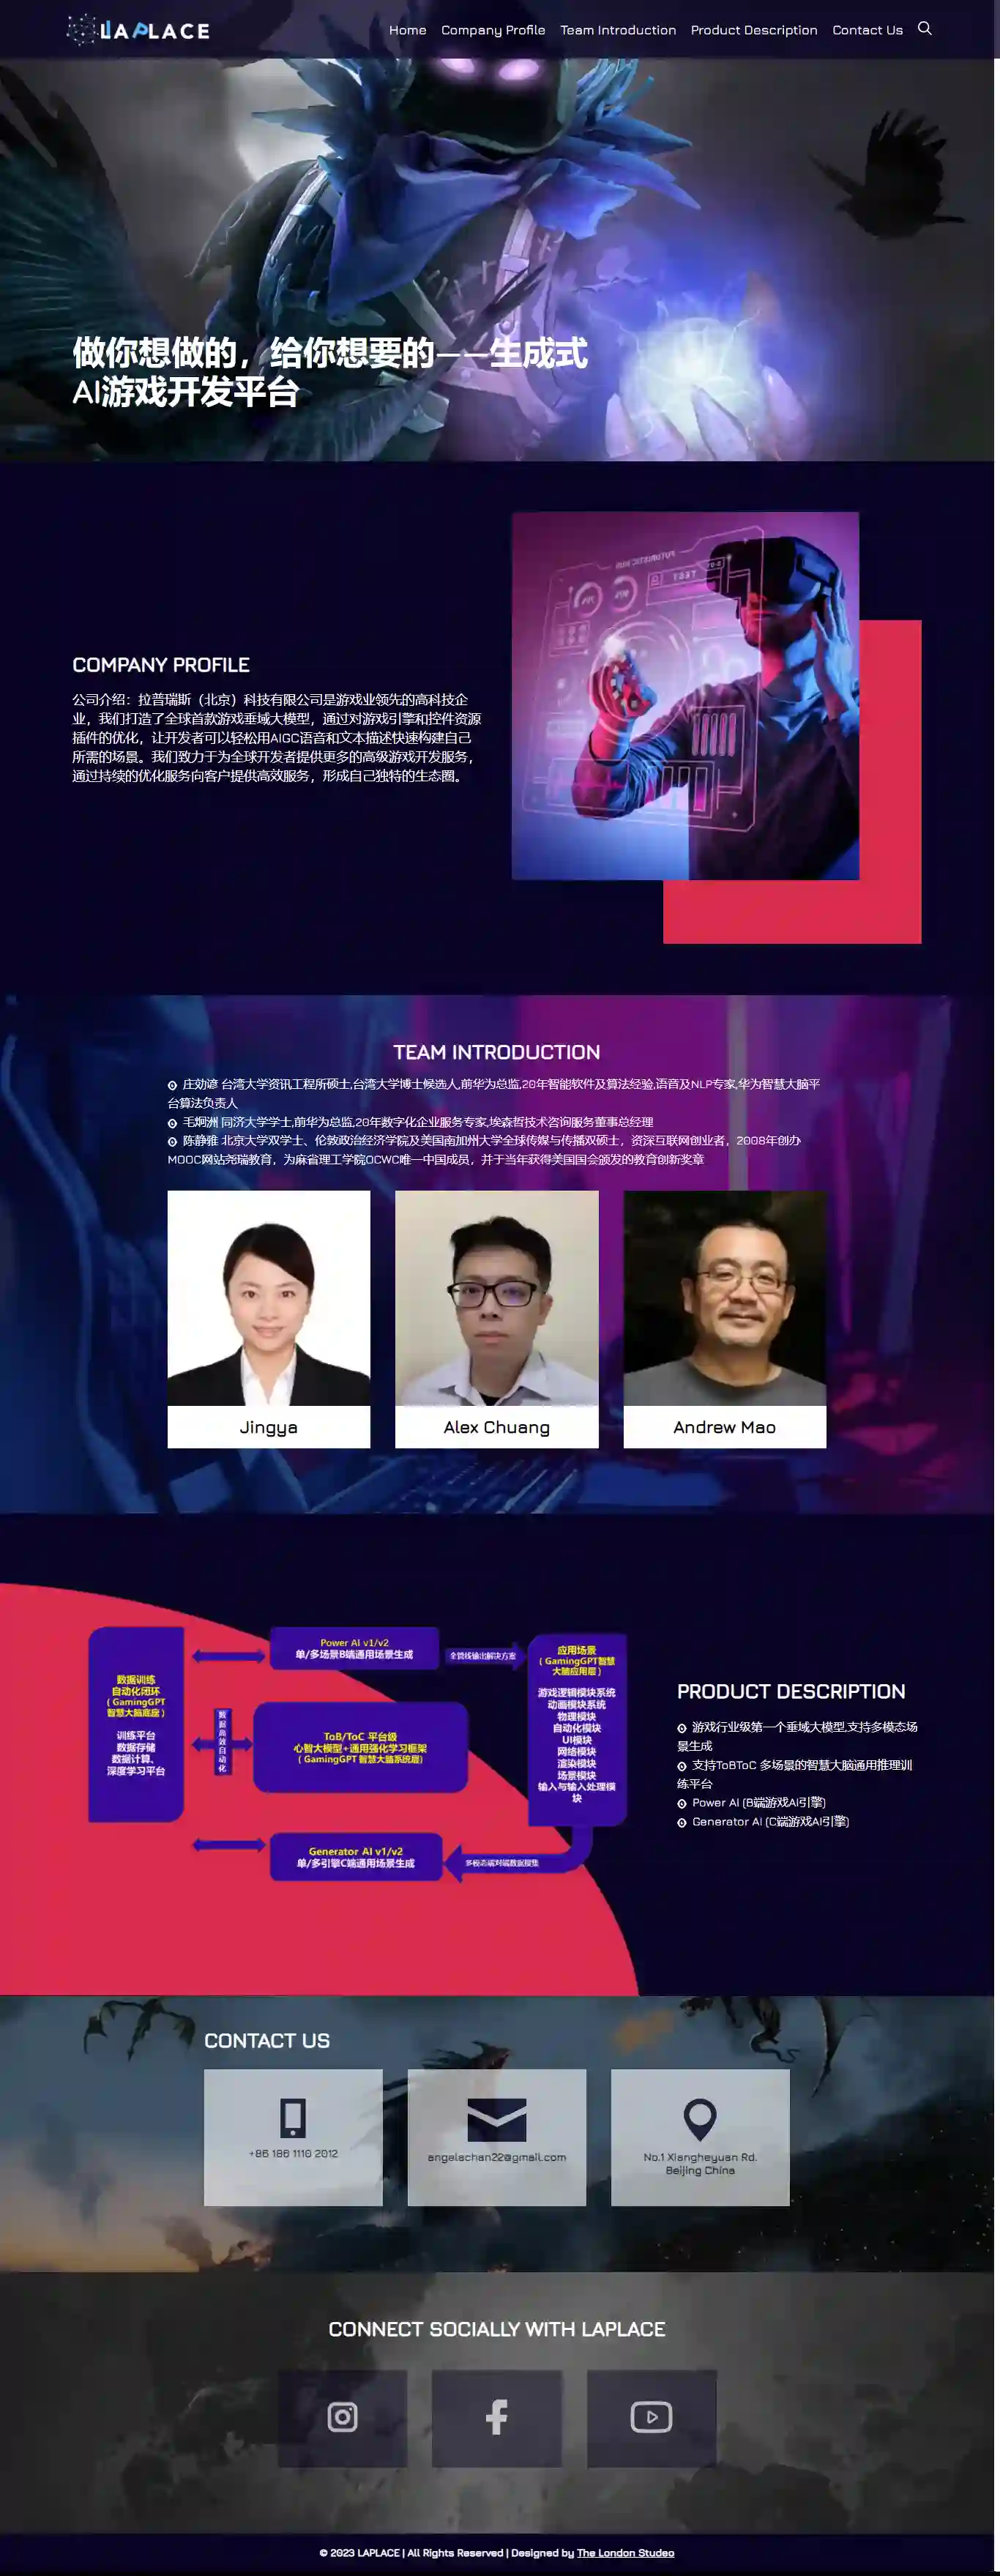 LAPLACE
Home Company Profile Team Introduction Product Description Contact Us
做你想做的，给你想要的——生成式
AI游戏开发平台
COMPANY PROFILE
公司介绍：拉普瑞斯（北京）科技有限公司是游戏业领先的高科技企
业，我们打造了全球首款游戏垂域大模型，通过对游戏引擎和控件资源
插件的优化，让开发者可以轻松用AIGC语音和文本描述快速构建自己
所需的场景。我们致力于为全球开发者提供更多的高级游戏开发服务，
通过持续的优化服务向客户提供高效服务，形成自己独特的生态圈。
TEAM INTRODUCTION
庄効谚 台湾大学资讯工程所硕士,台湾大学博士候选人,前华为总监,20年智能软件及算法经验,语音及NLP专家,华为智慧大脑平
台算法负责人
毛炯洲 同济大学学士,前华为总监,20年数字化企业服务专家,埃森哲技术咨询服务董事总经理
陈静雅 北京大学双学士、伦敦政治经济学院及美国南加州大学全球传媒与传播双硕士，资深互联网创业者，2008年创办
MOOC网站尧瑞教育，为麻省理工学院OCWC唯一中国成员，并于当年获得美国国会颁发的教育创新奖章
Jingya
Alex Chuang
Andrew Mao
数据训练
自动化闭环
（GamingGPT
智慧大脑底座）
训练平台
数据存储
数据计算、
深度学习平台
Power AI v1/v2
单/多场景B端通用场景生成
全管线输出解决方案
数据高效自动化
ToB/ToC 平台级
心智大模型+通用强化学习框架
（GamingGPT 智慧大脑系统层）
应用场景
（GamingGPT智慧
大脑应用层）
游戏逻辑模块系统
动画模块系统
物理模块
自动化模块
UI模块
网络模块
渲染模块
场景模块
输入与输入处理模
块
Generator AI v1/v2
单/多引擎C端通用场景生成
多模态端对端数据搜集
PRODUCT DESCRIPTION
游戏行业级第一个垂域大模型,支持多模态场
景生成
支持ToBToC 多场景的智慧大脑通用推理训
练平台
Power AI (B端游戏AI引擎)
Generator AI (C端游戏AI引擎)
CONTACT US
+86 186 1110 2012
angelschan22@gmail.com
No.1 Xiangheyuan Rd.
Beijing China
CONNECT SOCIALLY WITH LAPLACE
© 2023 LAPLACE | All Rights Reserved | Designed by The London Studeo